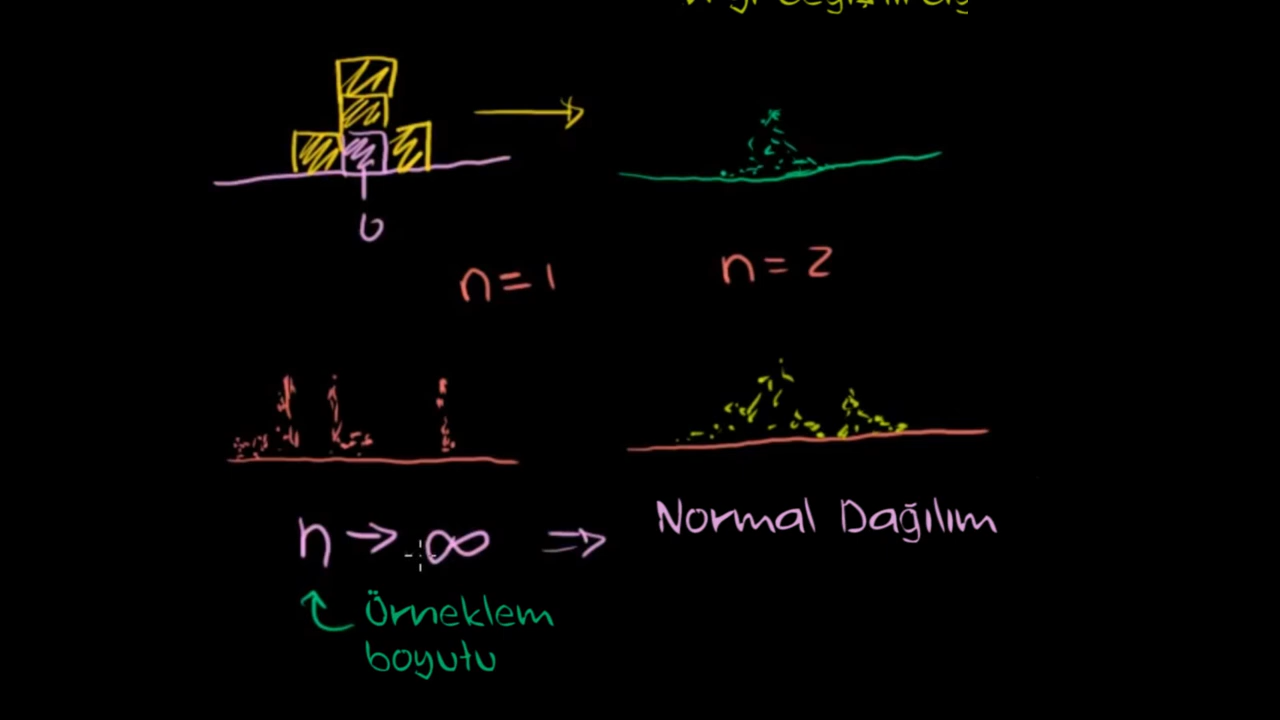 0
n = 1
n = 2
n → ∞ ⇒ Normal Dağılım
Örneklem
boyutu